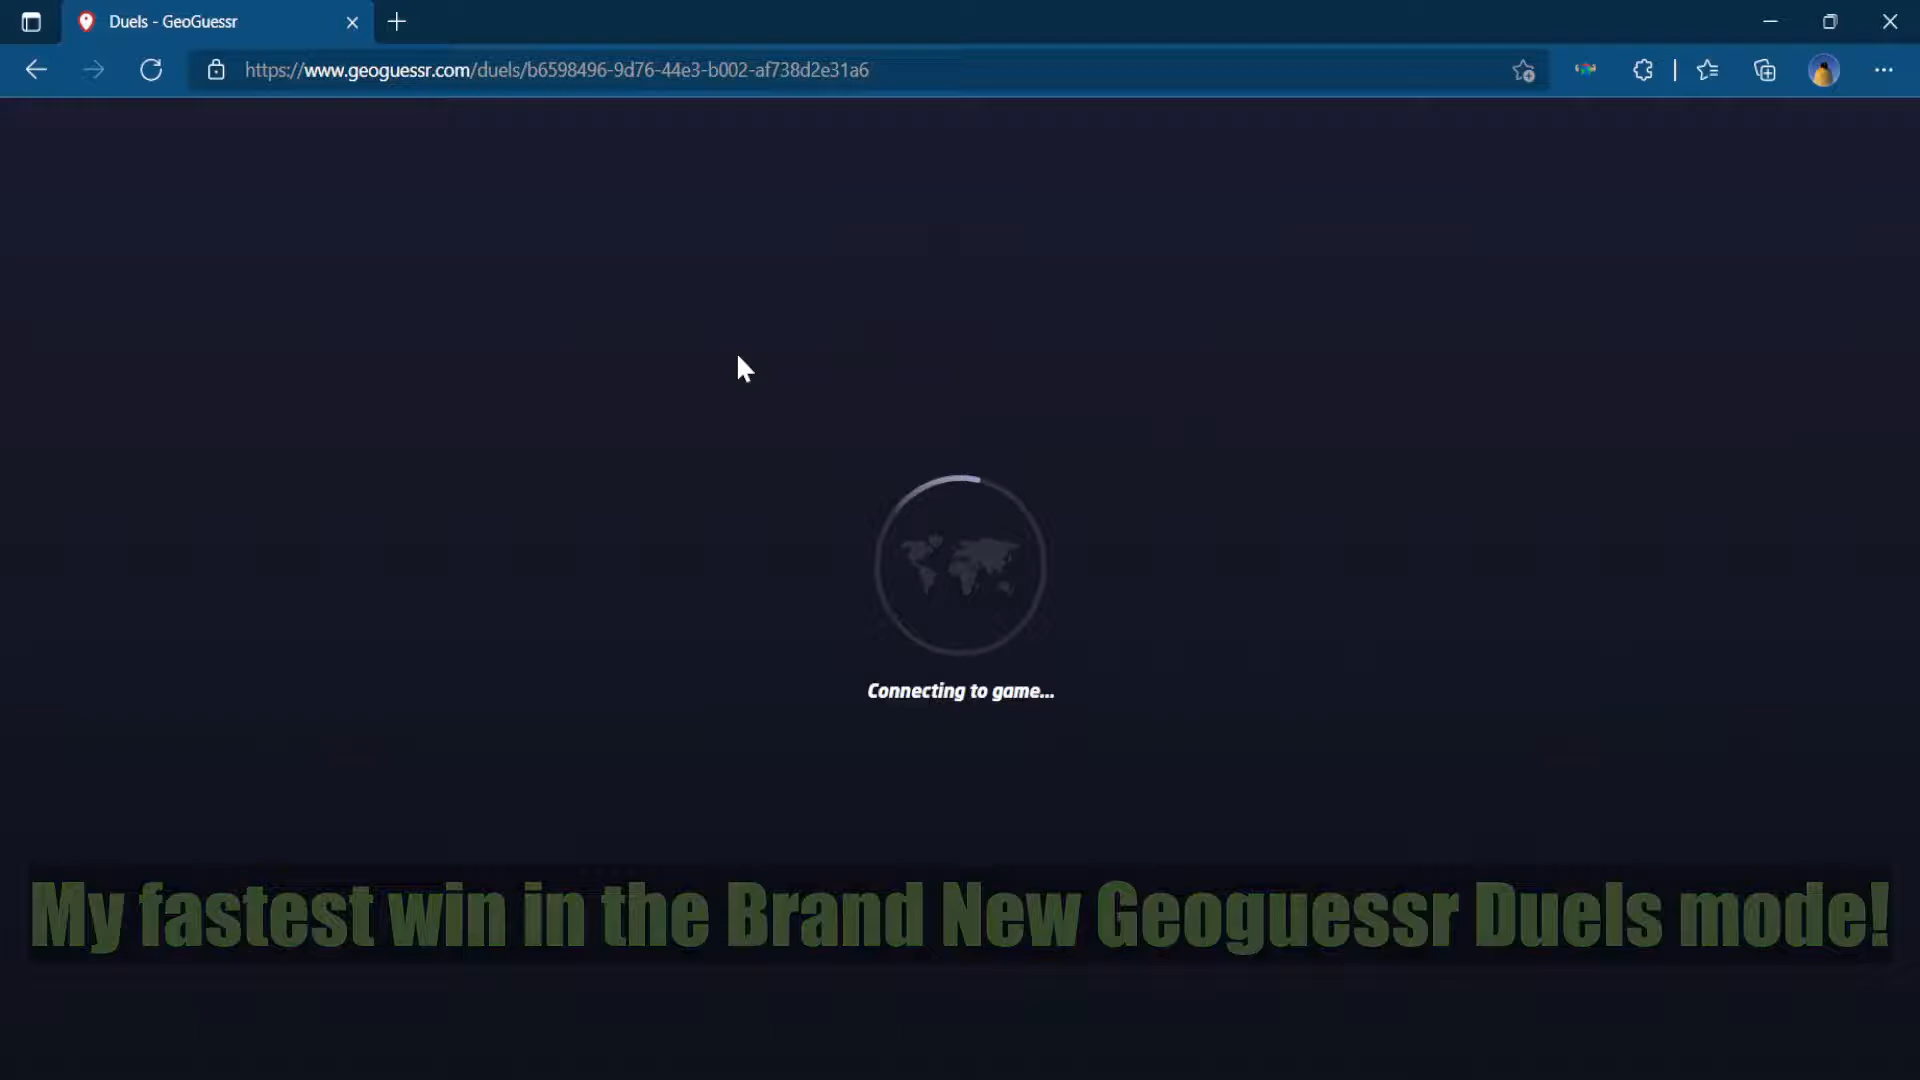 Duels - GeoGuessr
https://www.geoguessr.com/duels/b6598496-9d76-44e3-b002-af738d2e31a6
Connecting to game...
My fastest win in the Brand New Geoguessr Duels mode!